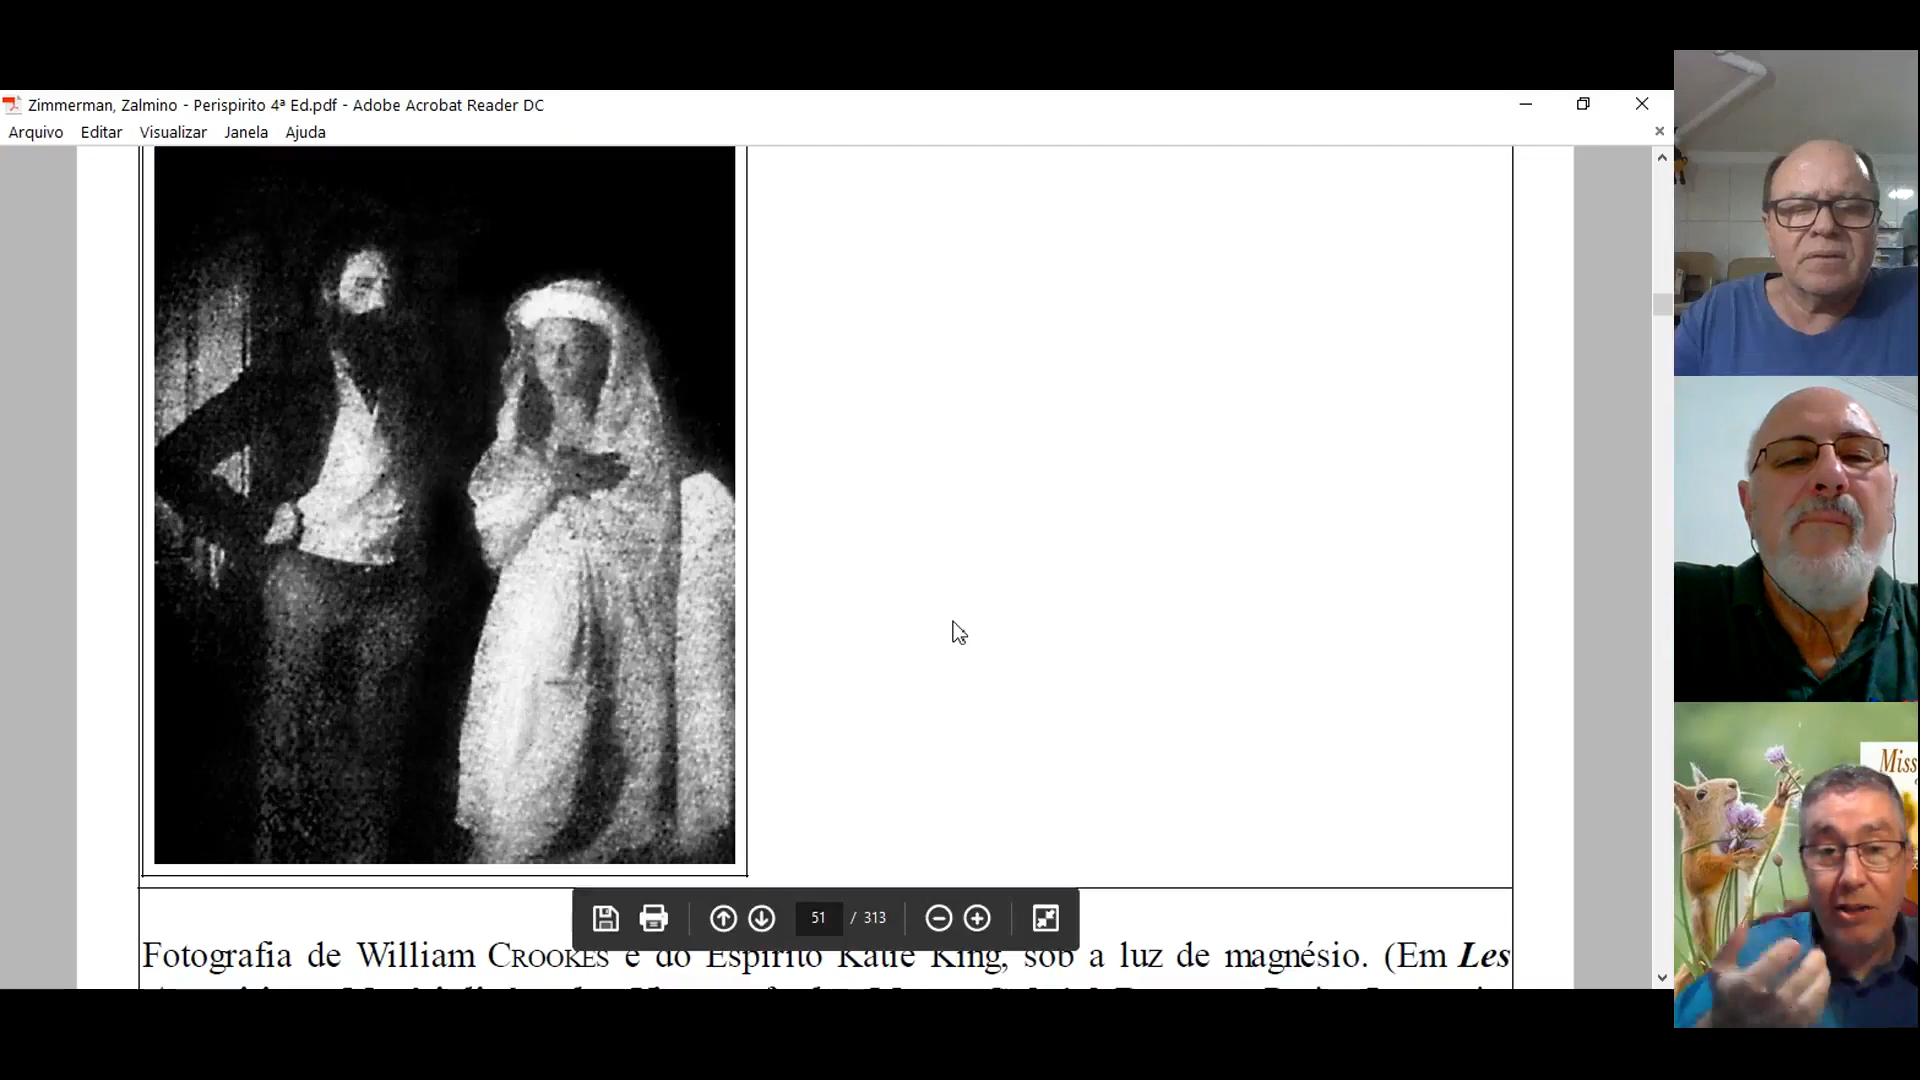 Zimmerman, Zalmino - Perispirito 4ª Ed.pdf - Adobe Acrobat Reader DC
Arquivo Editar Visualizar Janela Ajuda
Miss
51 / 313
Fotografia de William CROOKES e do Espírito Katie King, sob a luz de magnésio. (Em Les